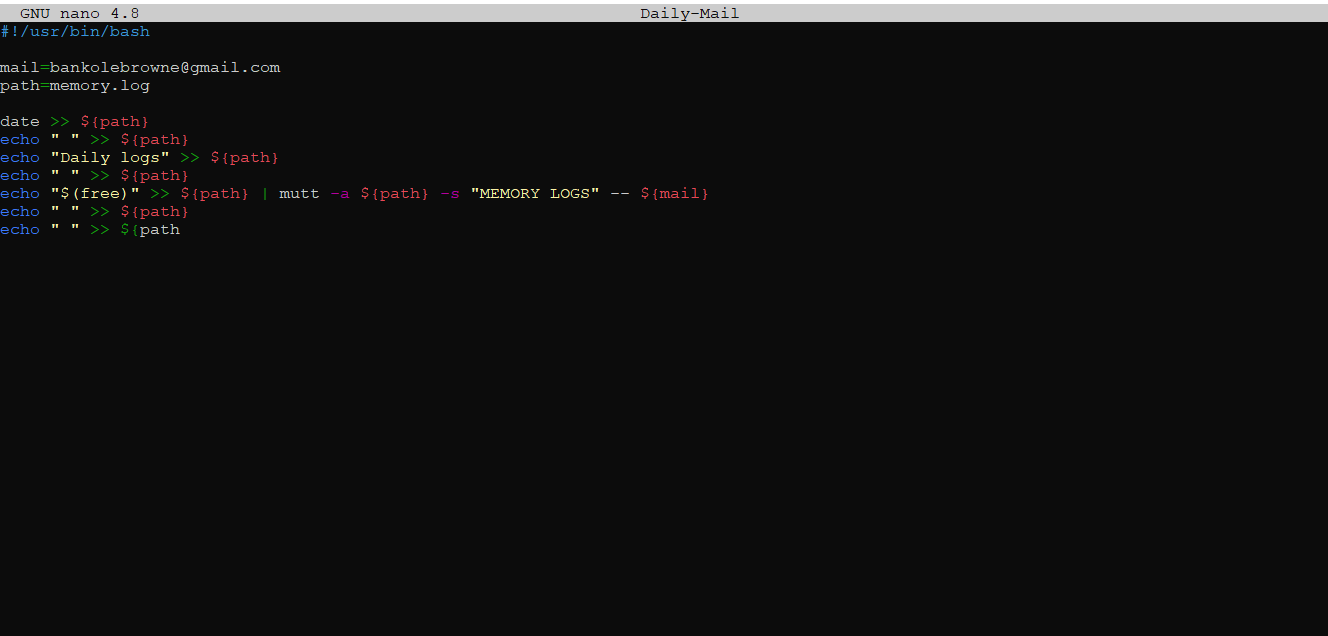 GNU nano 4.8 Daily-Mail
#!/usr/bin/bash
mail=bankolebrowne@gmail.com
path=memory.log
date >> ${path}
echo " " >> ${path}
echo "Daily logs" >> ${path}
echo " " >> ${path}
echo "$(free)" >> ${path} | mutt -a ${path} -s "MEMORY LOGS" -- ${mail}
echo " " >> ${path}
echo " " >> ${path